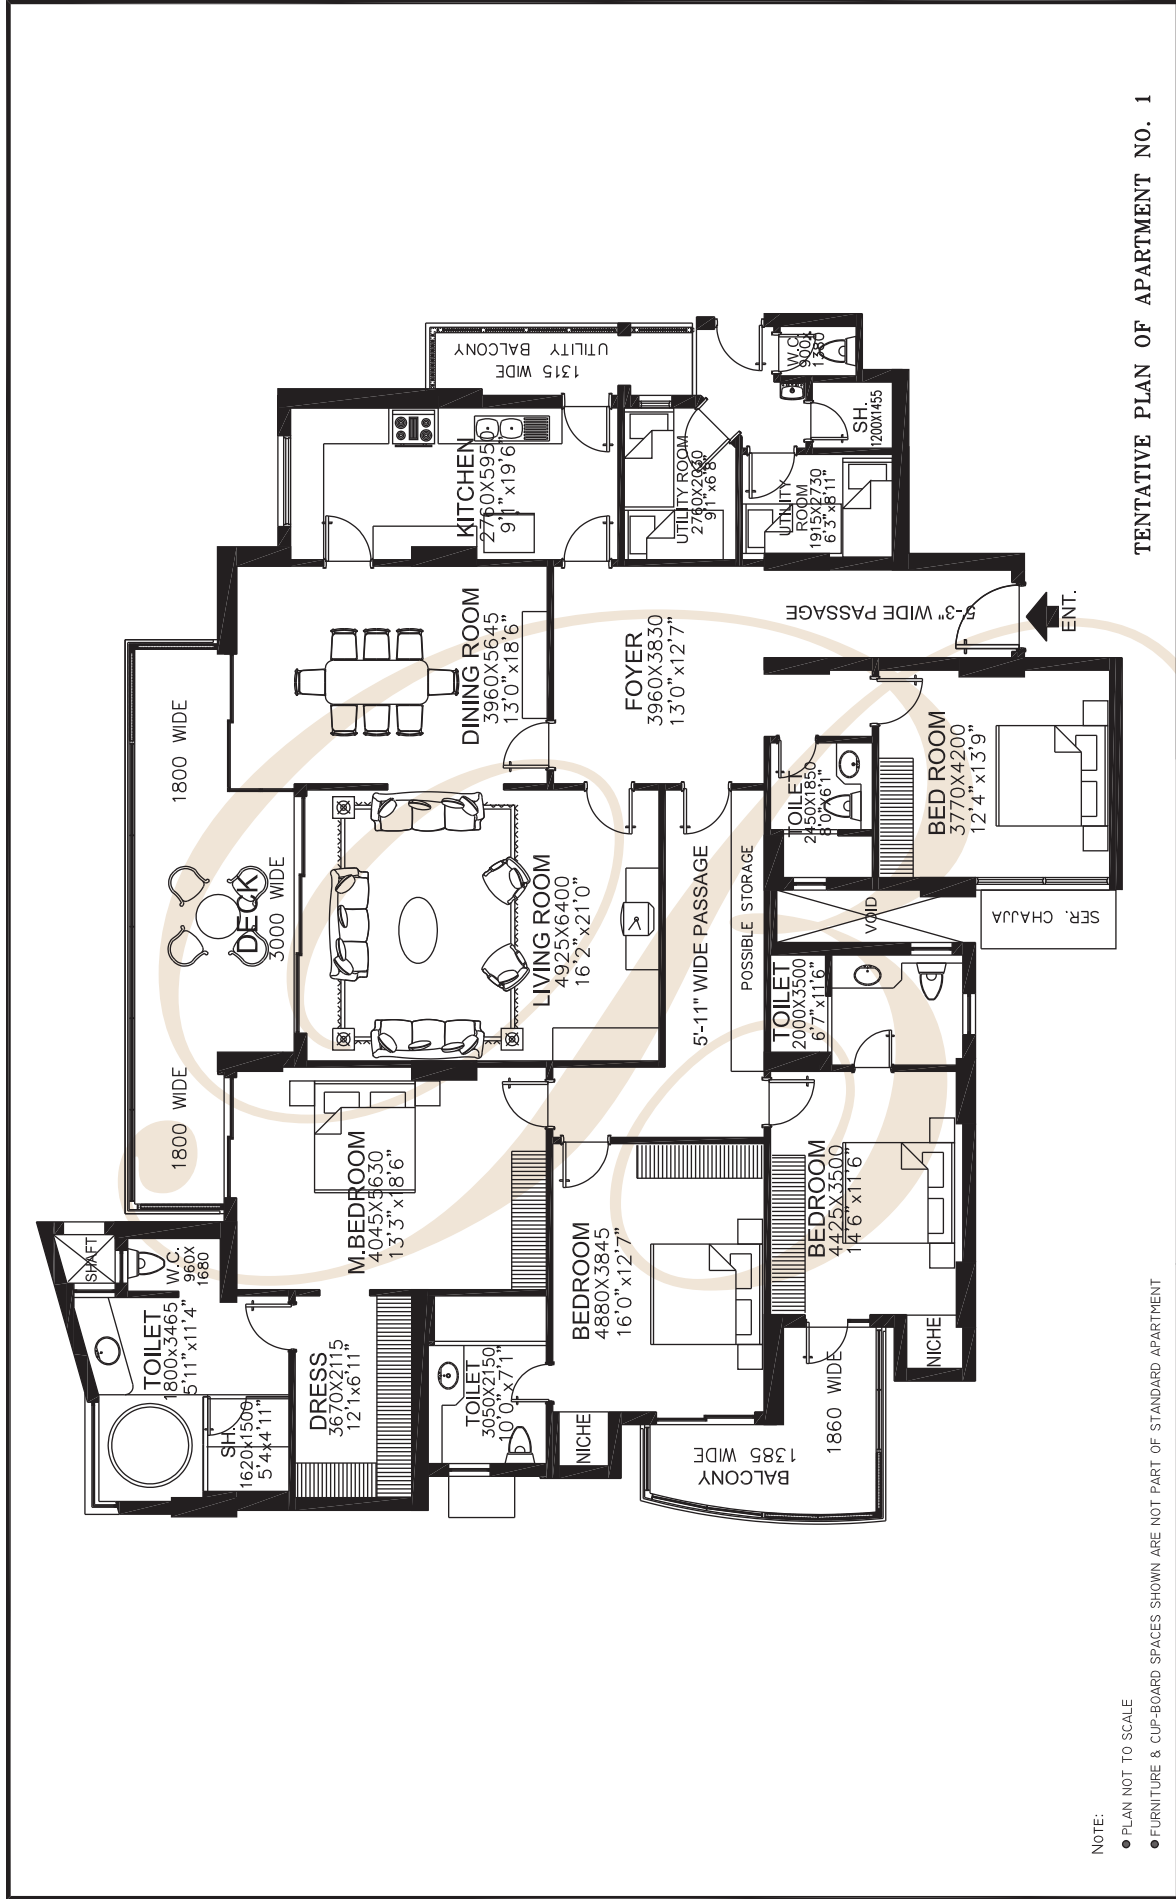 TENTATIVE PLAN OF APARTMENT NO. 1
SHAFT
W.C.
960X
1680
TOILET
1800x3465
5'11"x11'4"
SH.
1620x1500
5'4x4'11"
DRESS
3670X2115
12'1x6'11"
M.BEDROOM
4045X5630
13'3"x18'6"
1800 WIDE
DECK
3000 WIDE
1800 WIDE
LIVING ROOM
4925X6400
16'2"x21'0"
DINING ROOM
3960X5645
13'0"x18'6"
KITCHEN
2760X5950
9'1"x19'6"
1315 WIDE
UTILITY BALCONY
UTILITY ROOM
2760X2030
9'1"x6'8"
UTILITY
ROOM
1915X2730
6'3"x8'11"
W.C.
900X
1380
SH.
1200X1455
FOYER
3960X3830
13'0"x12'7"
5'-3" WIDE PASSAGE
ENT.
TOILET
2450X1850
8'0"x6'1"
BED ROOM
3770X4200
12'4"x13'9"
SER. CHAJJA
VOID
5'-11" WIDE PASSAGE
POSSIBLE STORAGE
TOILET
2000X3500
6'7"x11'6"
BEDROOM
4425X3500
14'6"x11'6"
NICHE
BEDROOM
4880X3845
16'0"x12'7"
TOILET
3050X2150
10'0"x7'1"
NICHE
BALCONY
1385 WIDE
1860 WIDE
NOTE:
● PLAN NOT TO SCALE
● FURNITURE & CUP-BOARD SPACES SHOWN ARE NOT PART OF STANDARD APARTMENT